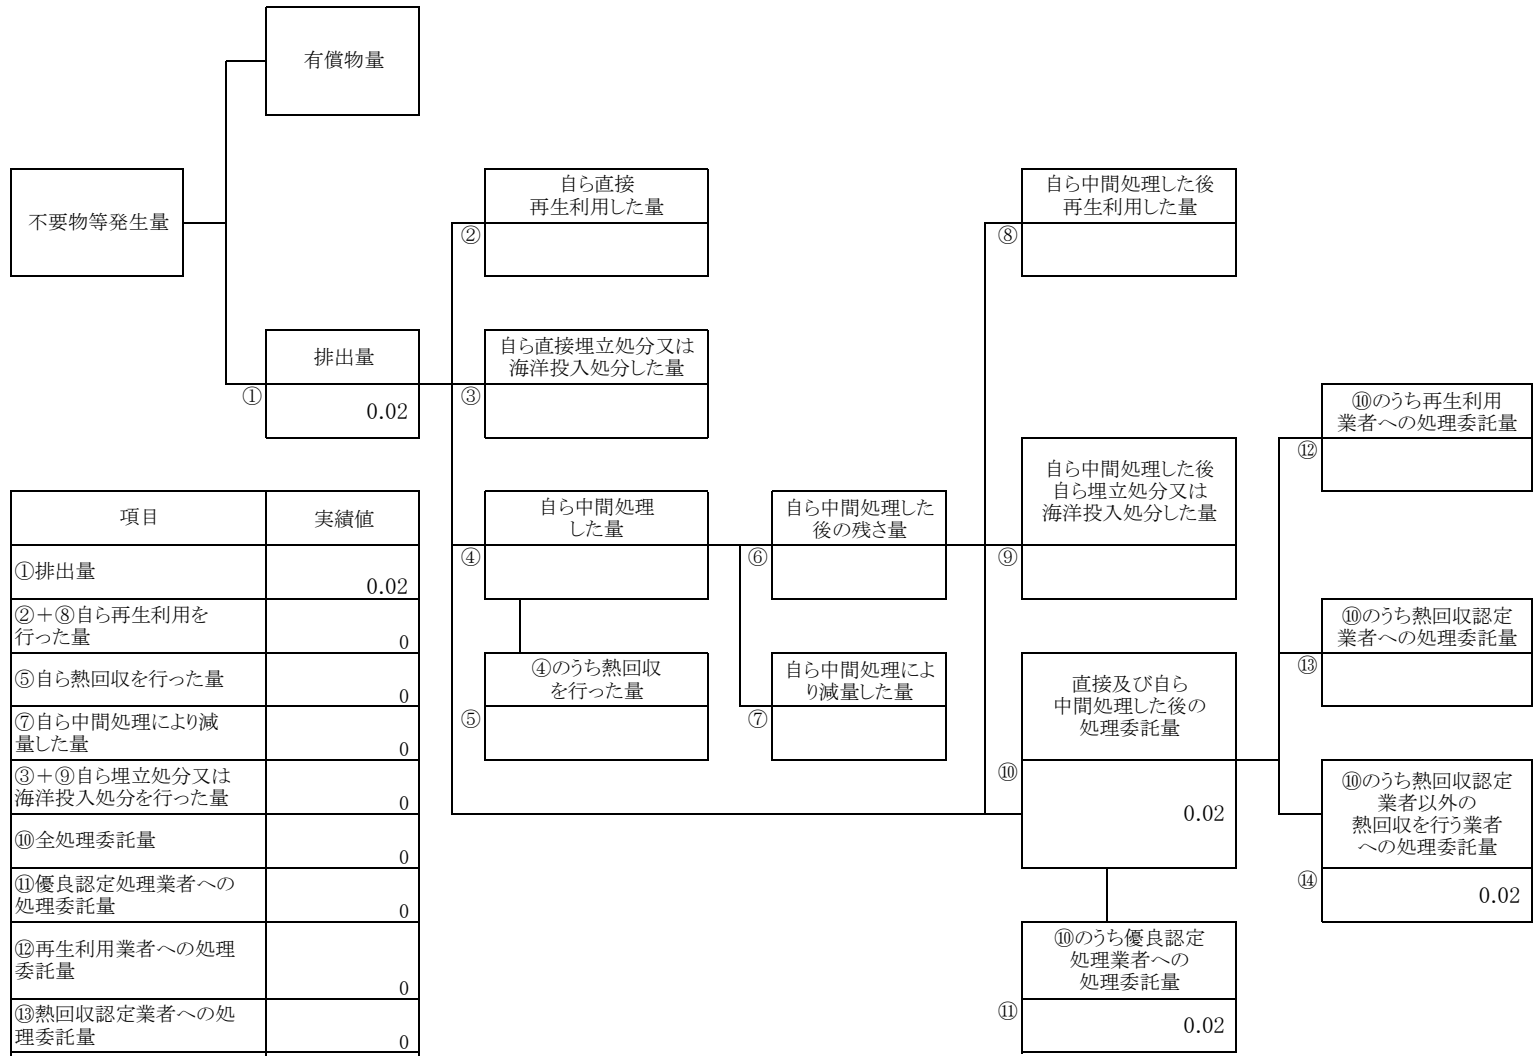 有償物量
不要物等発生量
自ら直接
再生利用した量
②
自ら中間処理した後
再生利用した量
⑧
排出量
①
0.02
自ら直接埋立処分又は
海洋投入処分した量
③
⑩のうち再生利用
業者への処理委託量
⑫
自ら中間処理
した量
④
自ら中間処理した
後の残さ量
⑥
自ら中間処理した後
自ら埋立処分又は
海洋投入処分した量
⑨
④のうち熱回収
を行った量
⑤
自ら中間処理によ
り減量した量
⑦
直接及び自ら
中間処理した後の
処理委託量
⑩
0.02
⑩のうち熱回収認定
業者への処理委託量
⑬
⑩のうち熱回収認定
業者以外の
熱回収を行う業者
への処理委託量
⑭
0.02
⑩のうち優良認定
処理業者への
処理委託量
⑪
0.02
項目 実績値
①排出量
0.02
②＋⑧自ら再生利用を
行った量
0
⑤自ら熱回収を行った量
0
⑦自ら中間処理により減
量した量
0
③＋⑨自ら埋立処分又は
海洋投入処分を行った量
0
⑩全処理委託量
0
⑪優良認定処理業者への
処理委託量
0
⑫再生利用業者への処理
委託量
0
⑬熱回収認定業者への処
理委託量
0